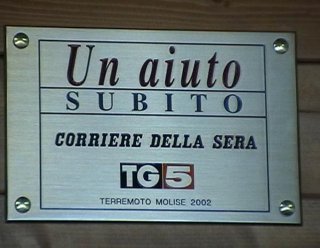 Un aiuto
SUBITO
CORRIERE DELLA SERA
TG5
TERREMOTO MOLISE 2002